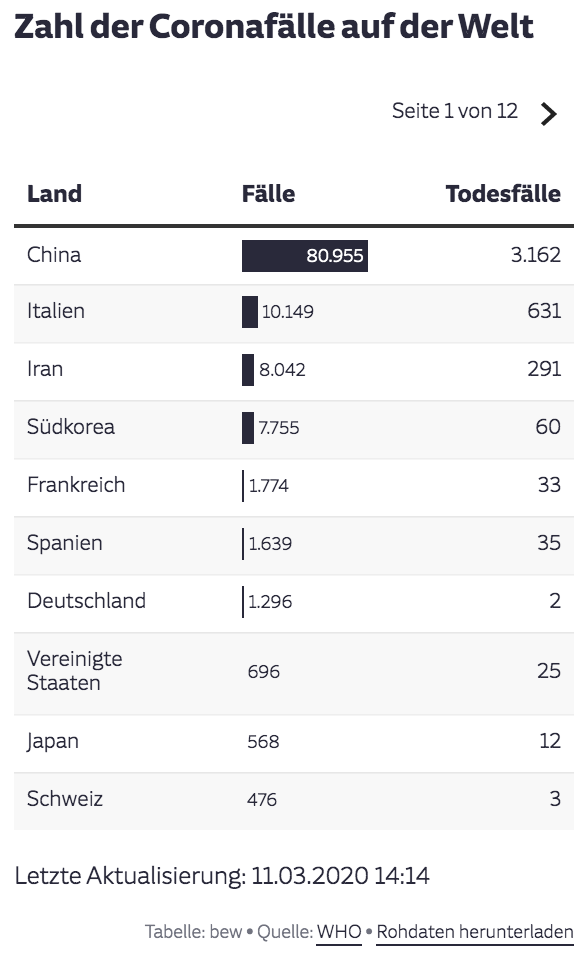 Zahl der Coronafälle auf der Welt
Seite 1 von 12
Land Fälle Todesfälle
China 80.955 3.162
Italien 10.149 631
Iran 8.042 291
Südkorea 7.755 60
Frankreich 1.774 33
Spanien 1.639 35
Deutschland 1.296 2
Vereinigte
Staaten 696 25
Japan 568 12
Schweiz 476 3
Letzte Aktualisierung: 11.03.2020 14:14
Tabelle: bew • Quelle: WHO • Rohdaten herunterladen